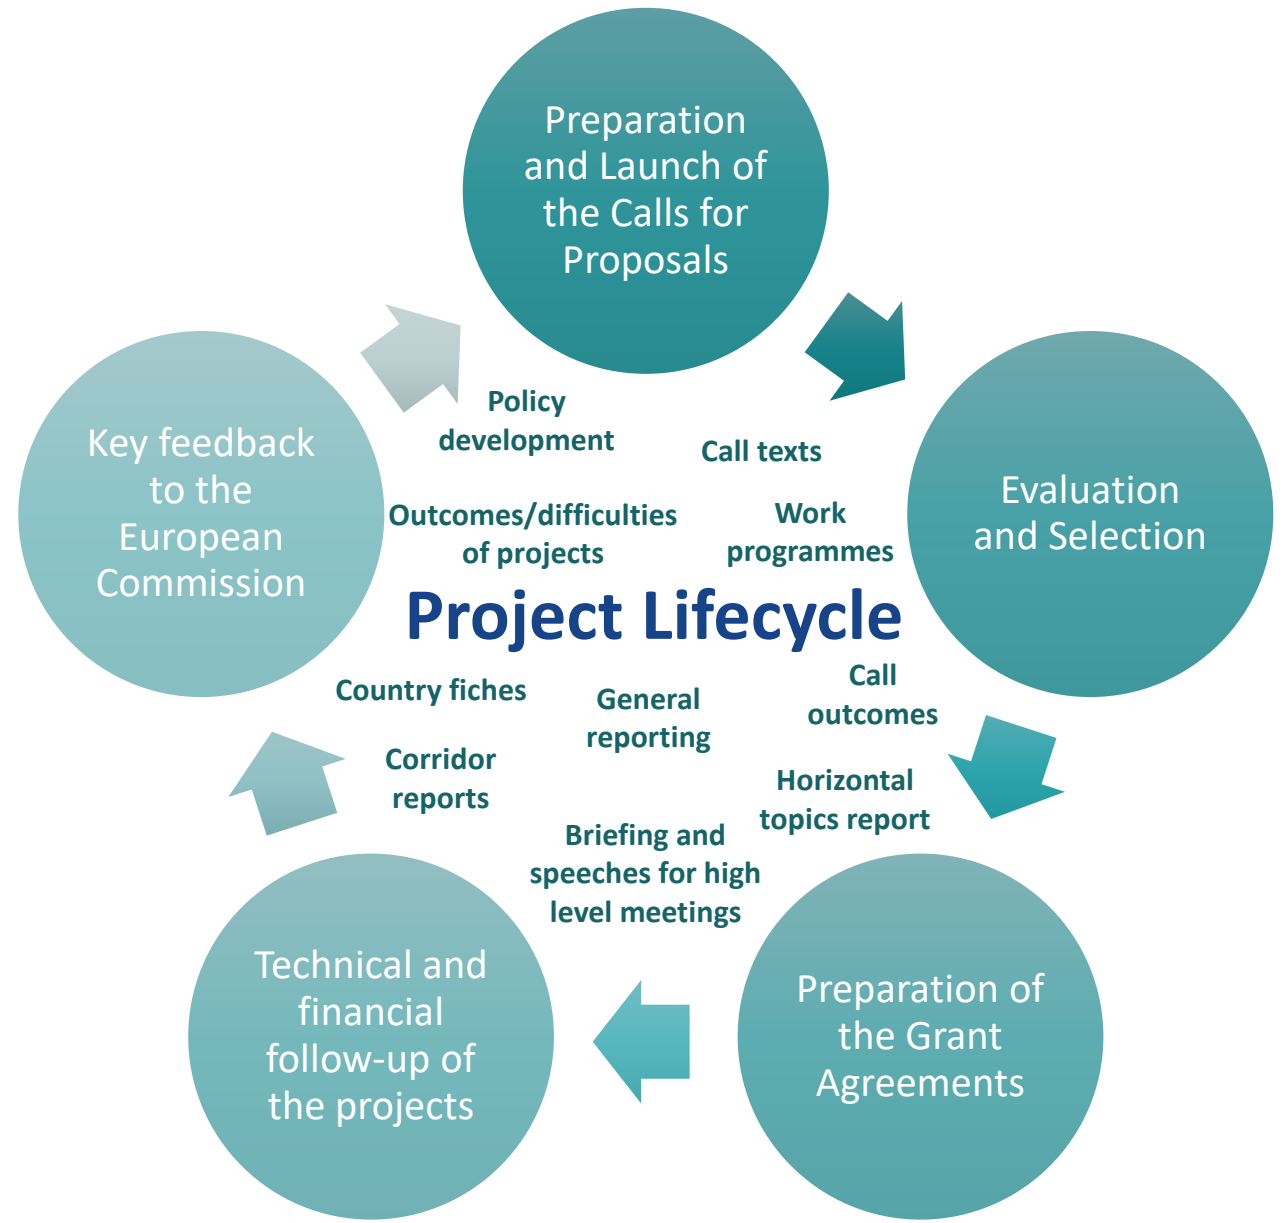 Preparation
and Launch of
the Calls for
Proposals
Evaluation
and Selection
Preparation of
the Grant
Agreements
Technical and
financial
follow-up of
the projects
Key feedback
to the
European
Commission
Policy
development
Call texts
Outcomes/difficulties
of projects
Work
programmes
Project Lifecycle
Country fiches
General
reporting
Call
outcomes
Corridor
reports
Horizontal
topics report
Briefing and
speeches for high
level meetings